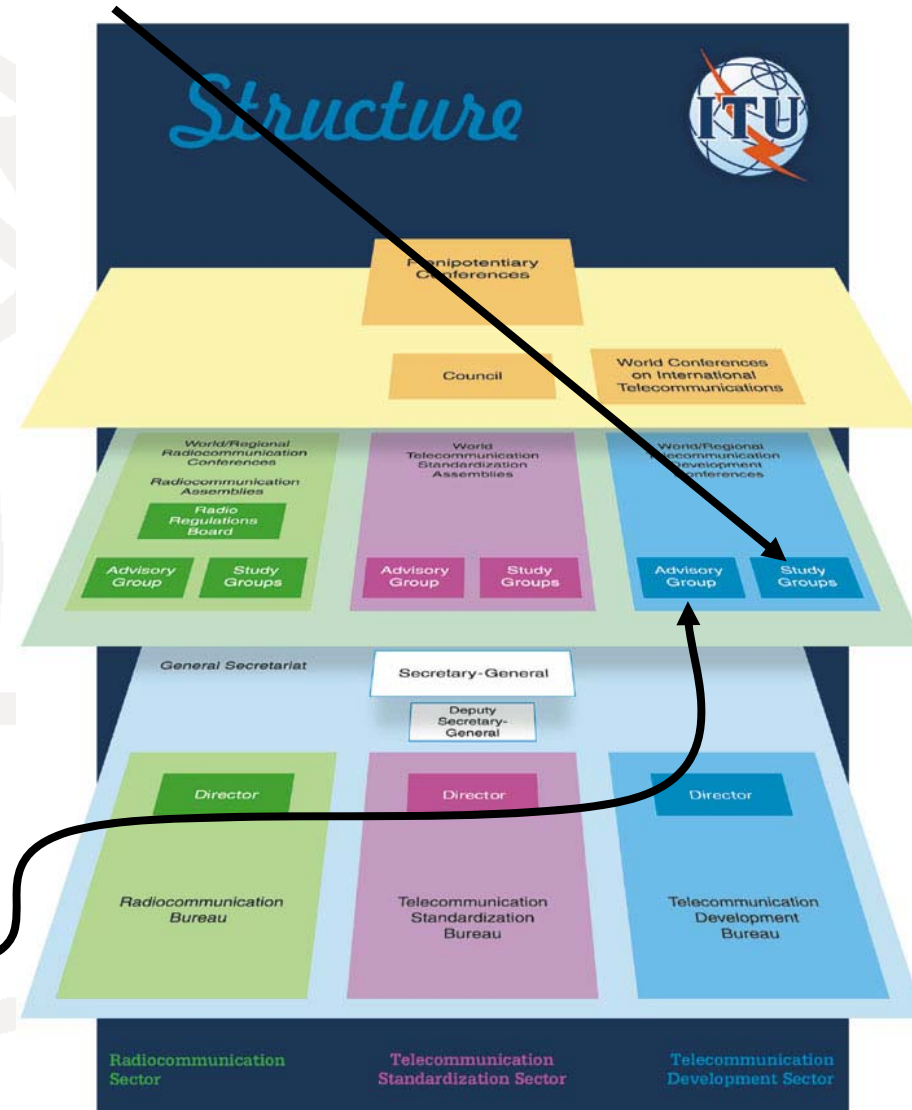 Structure
ITU
Plenipotentiary
Conferences
Council
World Conferences
on International
Telecommunications
World/Regional
Radiocommunication
Conferences
Radiocommunication
Assemblies
Radio
Regulations
Board
Advisory
Group
Study
Groups
World
Telecommunication
Standardization
Assemblies
Advisory
Group
Study
Groups
World/Regional
Telecommunication
Development
Conferences
Advisory
Group
Study
Groups
General Secretariat
Secretary-General
Deputy
Secretary-
General
Director
Radiocommunication
Bureau
Director
Telecommunication
Standardization
Bureau
Director
Telecommunication
Development
Bureau
Radiocommunication
Sector
Telecommunication
Standardization Sector
Telecommunication
Development Sector